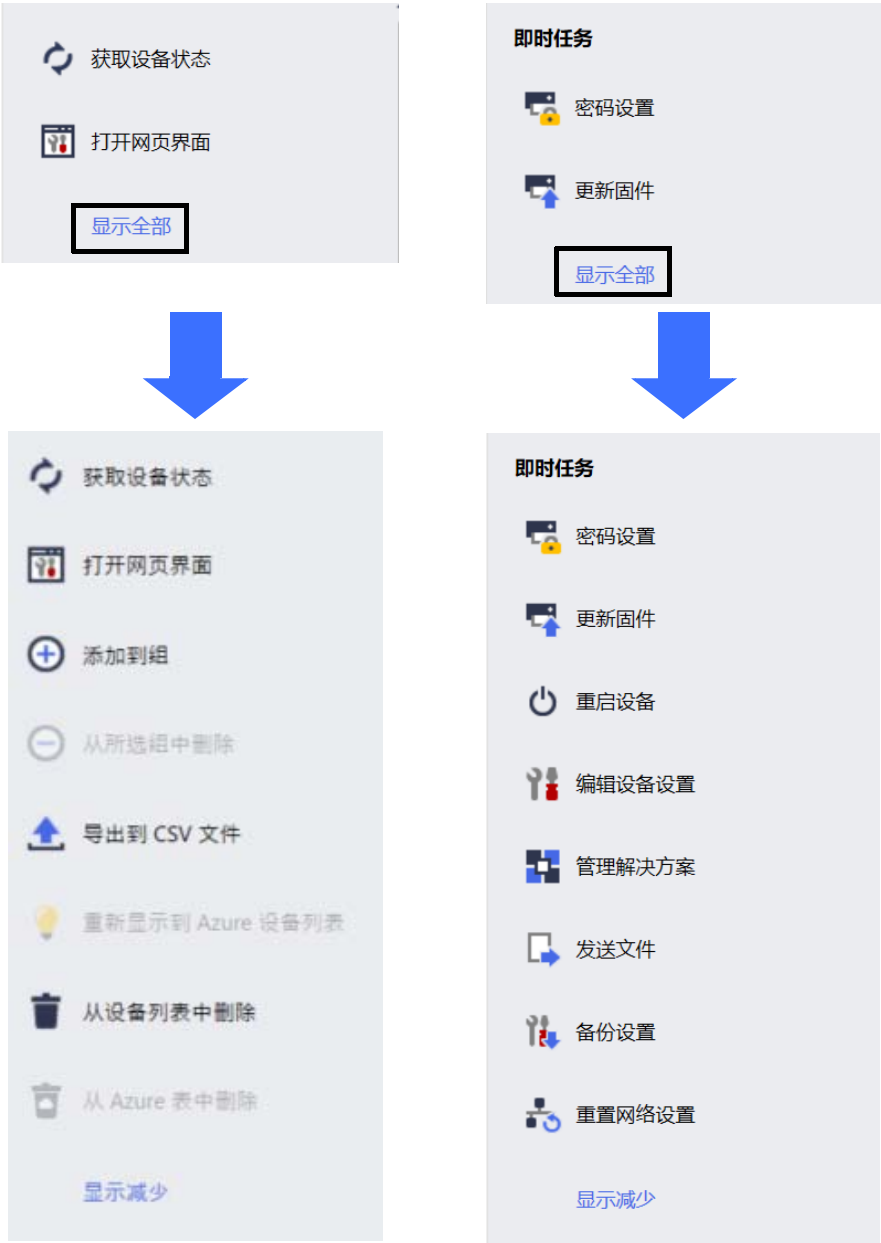 获取设备状态
打开网页界面
显示全部
即时任务
密码设置
更新固件
显示全部
获取设备状态
打开网页界面
添加到组
从所选组中删除
导出到 CSV 文件
重新显示到 Azure 设备列表
从设备列表中删除
从 Azure 表中删除
显示减少
即时任务
密码设置
更新固件
重启设备
编辑设备设置
管理解决方案
发送文件
备份设置
重置网络设置
显示减少